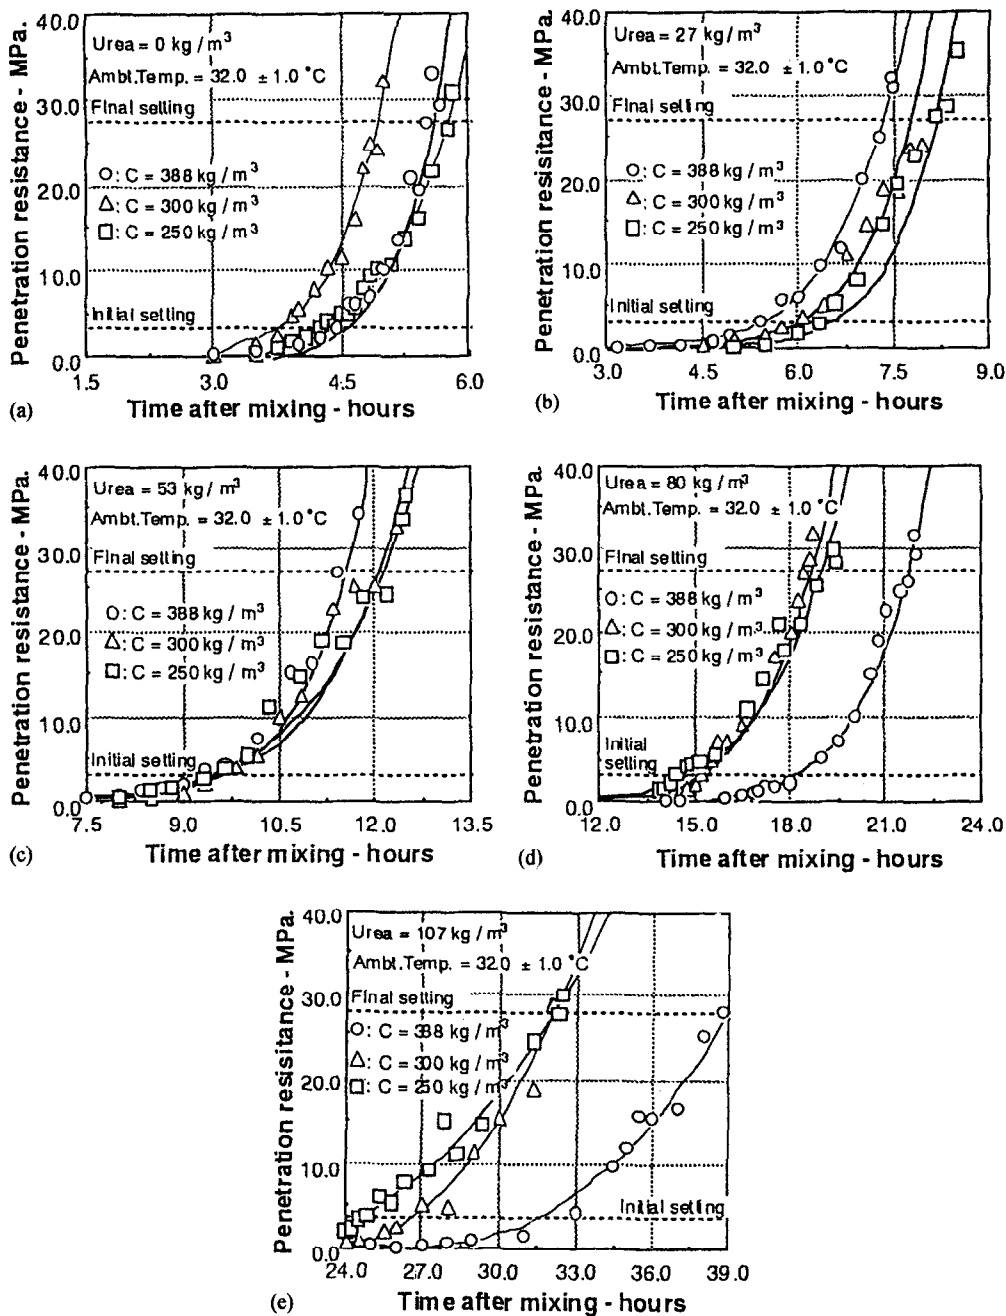 Urea = 0 kg / m³
Ambt.Temp. = 32.0 ± 1.0 °C
Final setting
O: C = 388 kg / m³
△: C = 300 kg / m³
□: C = 250 kg / m³
Initial setting
40.0
30.0
20.0
10.0
0.0
1.5 3.0 4.5 6.0
Penetration resistance - MPa.
Time after mixing - hours
(a)
Urea = 27 kg / m³
Ambt.Temp. = 32.0 ± 1.0 °C
Final setting
O: C = 388 kg / m³
△: C = 300 kg / m³
□: C = 250 kg / m³
Initial setting
40.0
30.0
20.0
10.0
0.0
3.0 4.5 6.0 7.5 9.0
Penetration resisitance - MPa.
Time after mixing - hours
(b)
Urea = 53 kg / m³
Ambt.Temp. = 32.0 ± 1.0 °C
Final setting
O: C = 388 kg / m³
△: C = 300 kg / m³
□: C = 250 kg / m³
Initial setting
40.0
30.0
20.0
10.0
0.0
7.5 9.0 10.5 12.0 13.5
Penetration resisitance - MPa.
Time after mixing - hours
(c)
Urea = 80 kg / m³
Ambt.Temp. = 32.0 ± 1.0 °C
Final setting
O: C = 388 kg / m³
△: C = 300 kg / m³
□: C = 250 kg / m³
Initial
setting
40.0
30.0
20.0
10.0
0.0
12.0 15.0 18.0 21.0 24.0
Penetration resisitance - MPa.
Time after mixing - hours
(d)
Urea = 107 kg / m³
Ambt.Temp. = 32.0 ± 1.0 °C
Final setting
O: C = 388 kg / m³
△: C = 300 kg / m³
□: C = 250 kg / m³
Initial setting
40.0
30.0
20.0
10.0
0.0
24.0 27.0 30.0 33.0 36.0 39.0
Penetration resisitance - MPa.
Time after mixing - hours
(e)